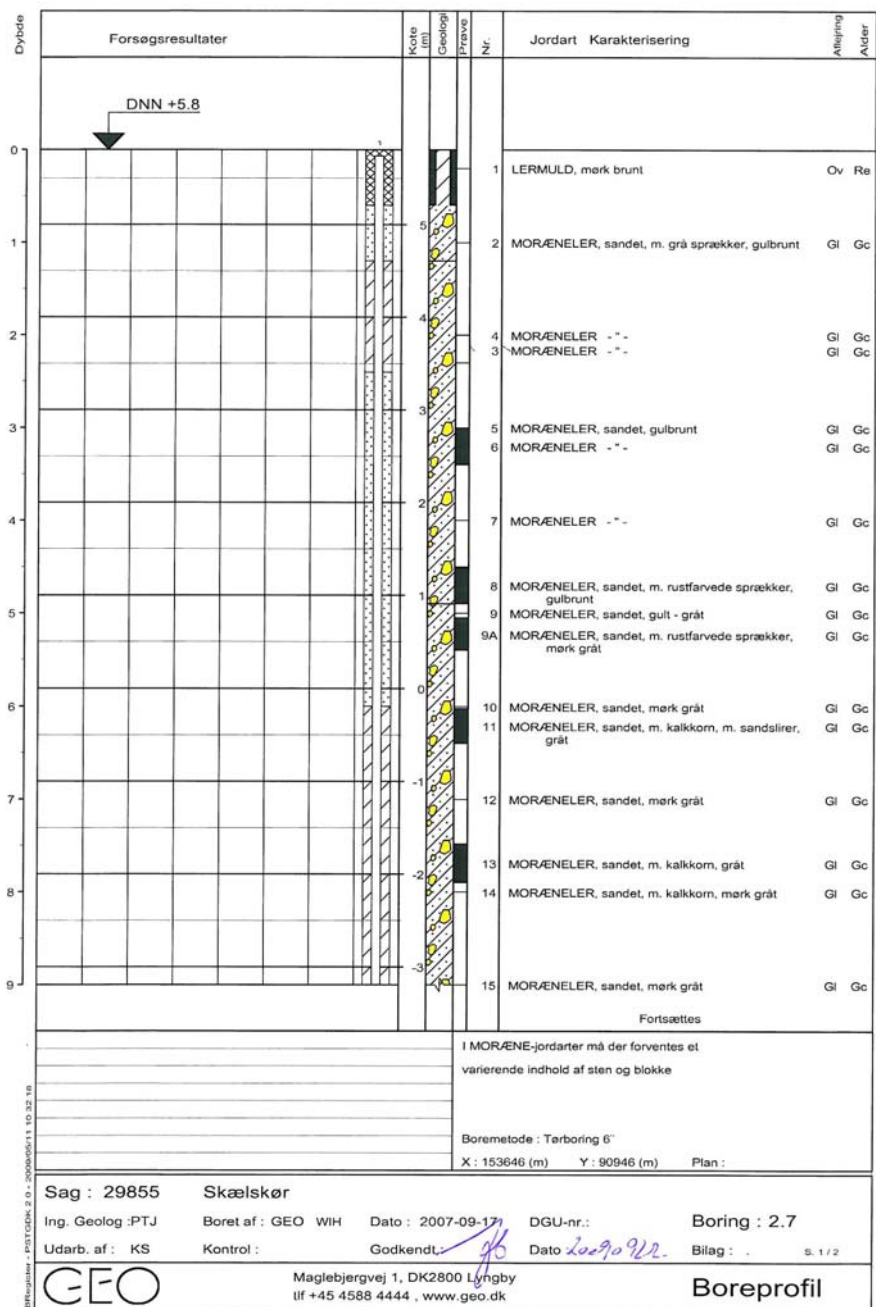 Dybde
Forsøgsresultater
Kote (m)
Geologi
Prøve
Nr.
Jordart Karakterisering
Aflejring
Alder
DNN +5.8
0
1
2
3
4
5
6
7
8
9
1
5
4
3
2
1
0
-1
-2
-3
1 LERMULD, mørk brunt Ov Re
2 MORÆNELER, sandet, m. grå sprækker, gulbrunt Gl Gc
4 MORÆNELER - " - Gl Gc
3 MORÆNELER - " - Gl Gc
5 MORÆNELER, sandet, gulbrunt Gl Gc
6 MORÆNELER - " - Gl Gc
7 MORÆNELER - " - Gl Gc
8 MORÆNELER, sandet, m. rustfarvede sprækker, Gl Gc
gulbrunt
9 MORÆNELER, sandet, gult - gråt Gl Gc
9A MORÆNELER, sandet, m. rustfarvede sprækker, Gl Gc
mørk gråt
10 MORÆNELER, sandet, mørk gråt Gl Gc
11 MORÆNELER, sandet, m. kalkkorn, m. sandslirer, Gl Gc
gråt
12 MORÆNELER, sandet, mørk gråt Gl Gc
13 MORÆNELER, sandet, m. kalkkorn, gråt Gl Gc
14 MORÆNELER, sandet, m. kalkkorn, mørk gråt Gl Gc
15 MORÆNELER, sandet, mørk gråt Gl Gc
Fortsættes
I MORÆNE-jordarter må der forventes et
varierende indhold af sten og blokke
Boremetode : Tørboring 6"
X : 153646 (m) Y : 90946 (m) Plan :
Sag : 29855 Skælskør
Ing. Geolog :PTJ Boret af : GEO WIH Dato : 2007-09-17 DGU-nr.: Boring : 2.7
Udarb. af : KS Kontrol : Godkendt : Dato : Bilag : . S. 1/2
GEO
Maglebjergvej 1, DK2800 Lyngby
tlf +45 4588 4444 , www.geo.dk
Boreprofil